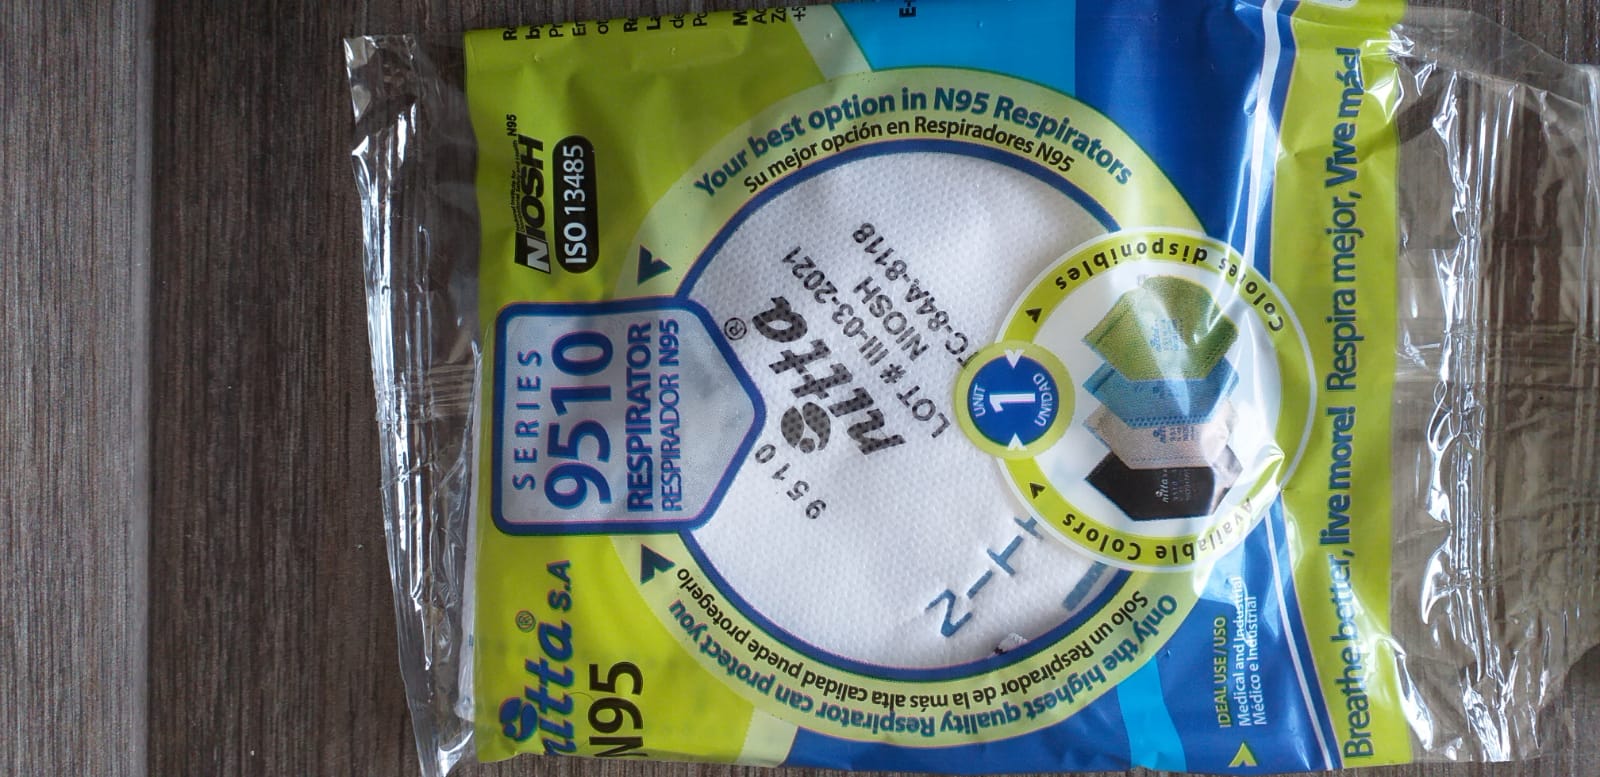 nitta® S.A
N95
SERIES
9510
RESPIRATOR
RESPIRADOR N95
NIOSH N95
ISO 13485
Your best option in N95 Respirators
Su mejor opción en Respiradores N95
9510
nitta®
LOT # III-03-2021
NIOSH
TC-84A-8118
Only the highest quality Respirator can protect you
Solo un Respirador de la más alta calidad puede protegerlo
UNIT
1
UNIDAD
Colores disponibles
Available Colors
IDEAL USE / USO
Medical and Industrial
Médico e Industrial
Breathe better, live more! Respira mejor, Vive más!